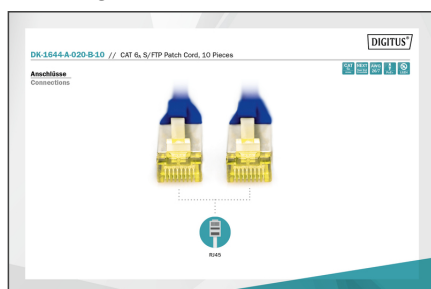 DIGITUS®
DK-1644-A-020-B-10 // CAT 6A S/FTP Patch Cord, 10 Pieces
Anschlüsse
Connections
RJ45